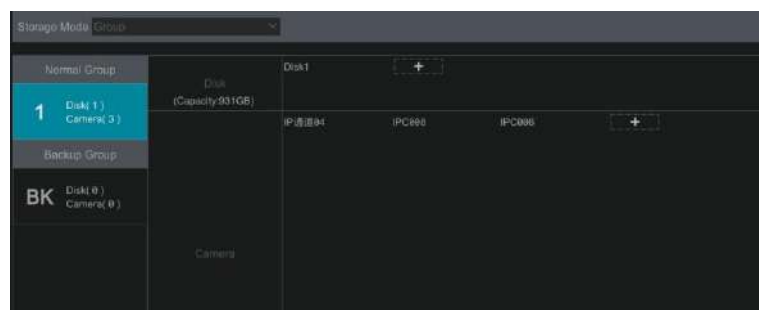 Storage Mode Group
Normal Group
1
Disk( 1 )
Camera( 3 )
Backup Group
BK
Disk( 0 )
Camera( 0 )
Disk
(Capacity:931GB)
Disk1
+
Camera
IP通道04
IPC006
+